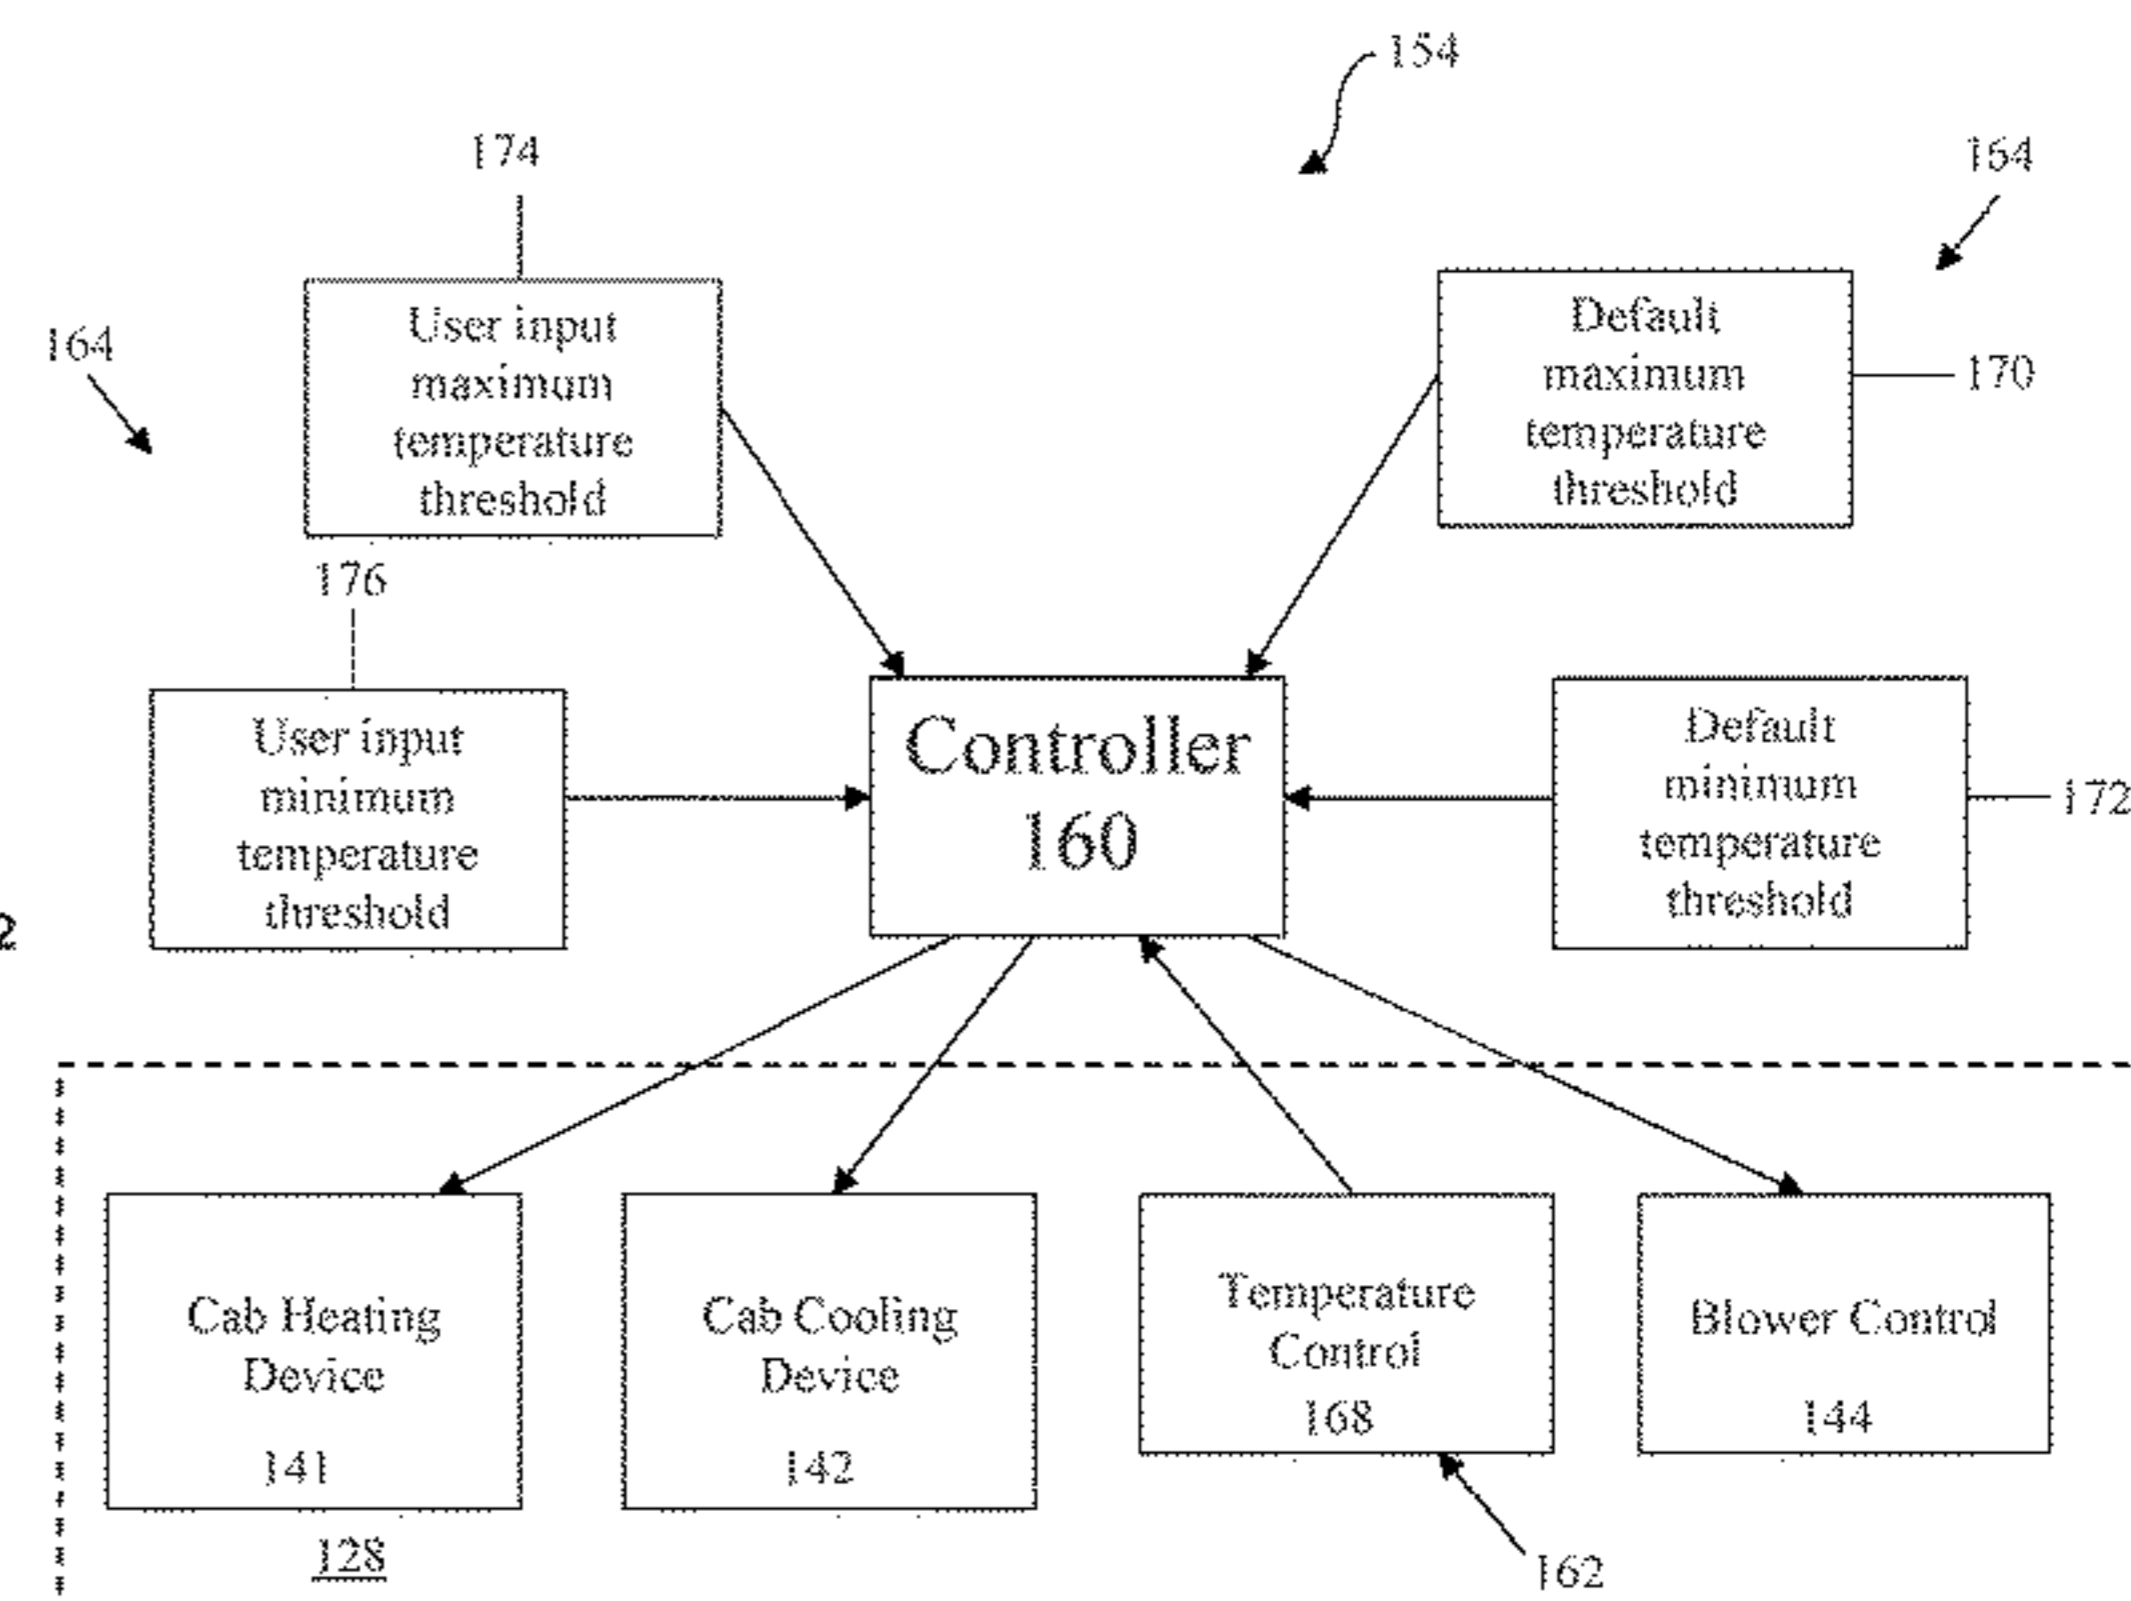 154
174
164
164
User input
maximum
temperature
threshold
Default
maximum
temperature
threshold
170
176
User input
minimum
temperature
threshold
Controller
160
Default
minimum
temperature
threshold
172
2
Cab Heating
Device
141
Cab Cooling
Device
142
Temperature
Control
168
Blower Control
144
128
162